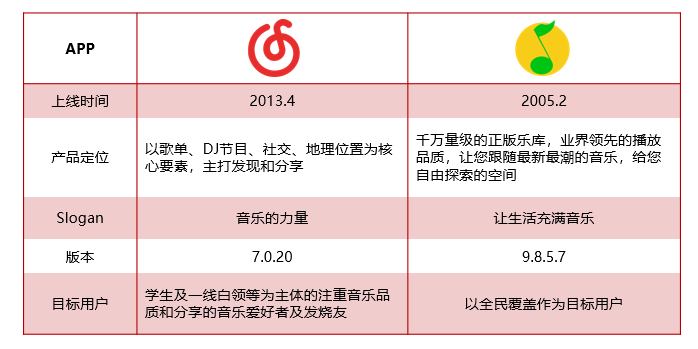 APP
上线时间
2013.4
2005.2
产品定位
以歌单、DJ节目、社交、地理位置为核
心要素，主打发现和分享
千万量级的正版乐库，业界领先的播放
品质，让您跟随最新最潮的音乐，给您
自由探索的空间
Slogan
音乐的力量
让生活充满音乐
版本
7.0.20
9.8.5.7
目标用户
学生及一线白领等为主体的注重音乐品
质和分享的音乐爱好者及发烧友
以全民覆盖作为目标用户